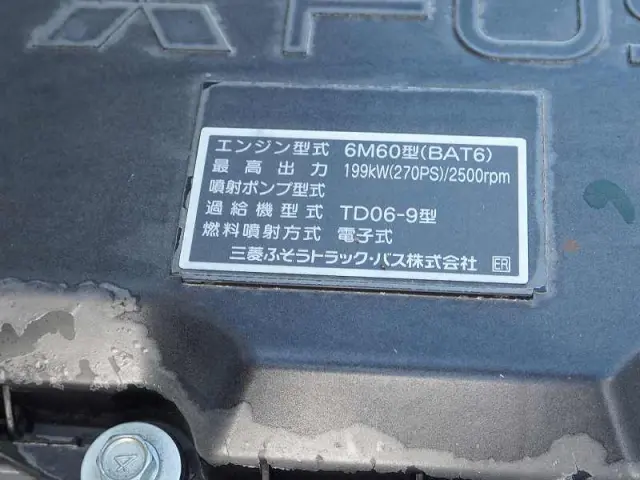 FUS
エンジン型式 6M60型(BAT6)
最高出力 199kW(270PS)/2500rpm
噴射ポンプ型式
過給機型式 TD06-9型
燃料噴射方式 電子式
三菱ふそうトラック・バス株式会社 ER
4